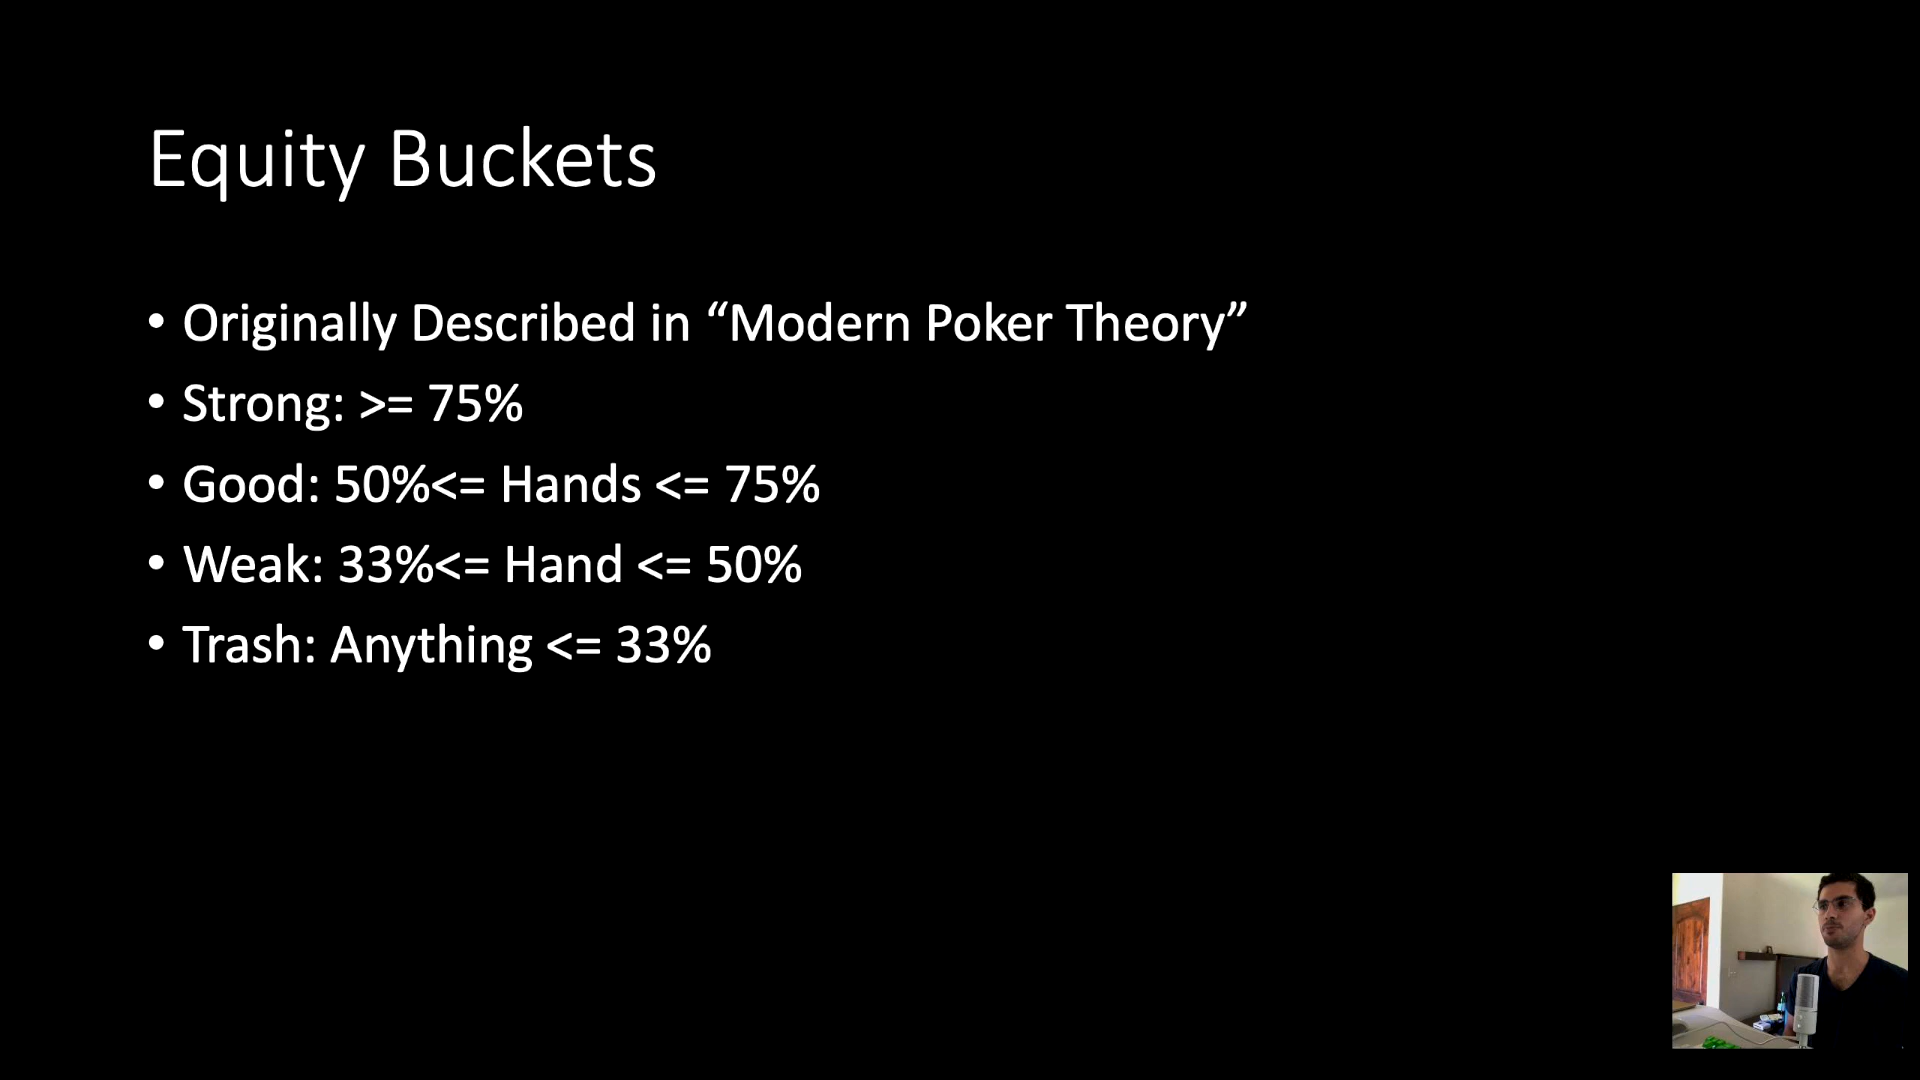 Equity Buckets
• Originally Described in “Modern Poker Theory”
• Strong: >= 75%
• Good: 50%<= Hands <= 75%
• Weak: 33%<= Hand <= 50%
• Trash: Anything <= 33%